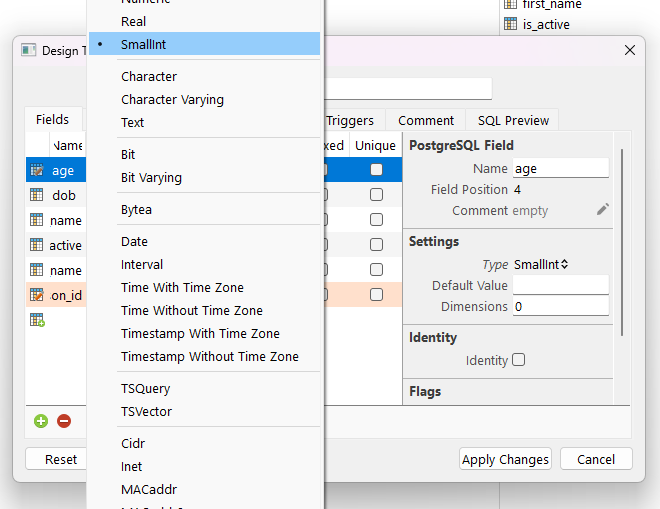 first_name
is_active
Numeric
Real
• SmallInt
Design T
Character
Character Varying
Text
Fields
Triggers
Comment
SQL Preview
Name
xed
Unique
PostgreSQL Field
Bit
Bit Varying
age
Name age
dob
Field Position 4
name
Comment empty
Bytea
active
Date
Settings
Interval
name
Type SmallInt
Time With Time Zone
Default Value
on_id
Time Without Time Zone
Dimensions 0
Timestamp With Time Zone
Identity
Timestamp Without Time Zone
Identity
TSQuery
Flags
TSVector
Cidr
Reset
Inet
Apply Changes
Cancel
MACaddr